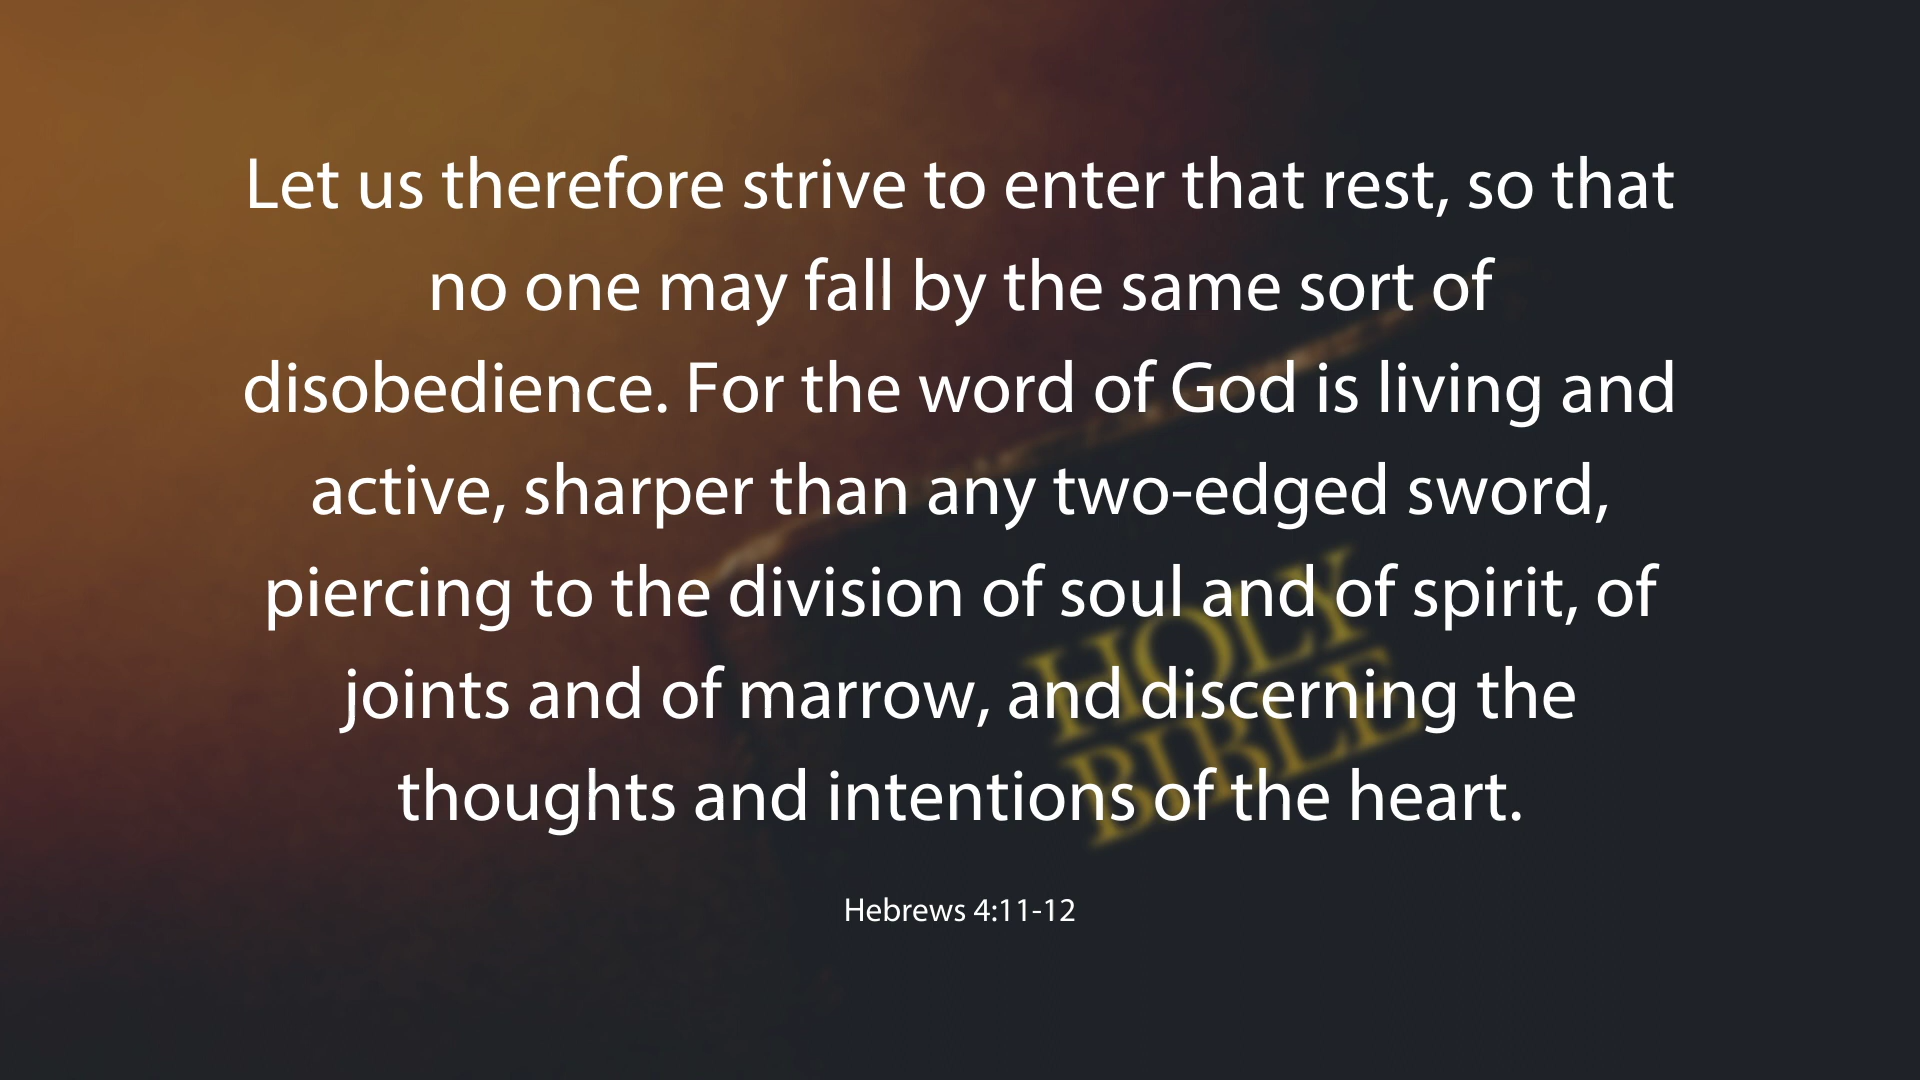 Let us therefore strive to enter that rest, so that
no one may fall by the same sort of
disobedience. For the word of God is living and
active, sharper than any two-edged sword,
piercing to the division of soul and of spirit, of
joints and of marrow, and discerning the
thoughts and intentions of the heart.
Hebrews 4:11-12
HOLY
BIBLE